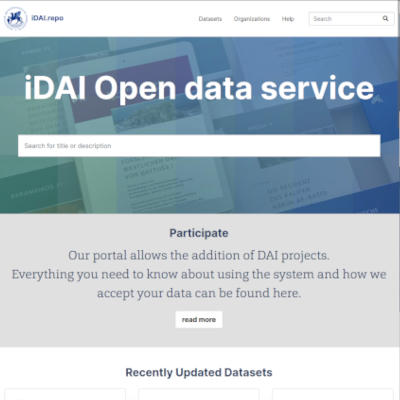 iDAI.repo
Datasets Organizations Help Search
iDAI Open data service
Search for title or description
Participate
Our portal allows the addition of DAI projects.
Everything you need to know about using the system and how we
accept your data can be found here.
read more
Recently Updated Datasets